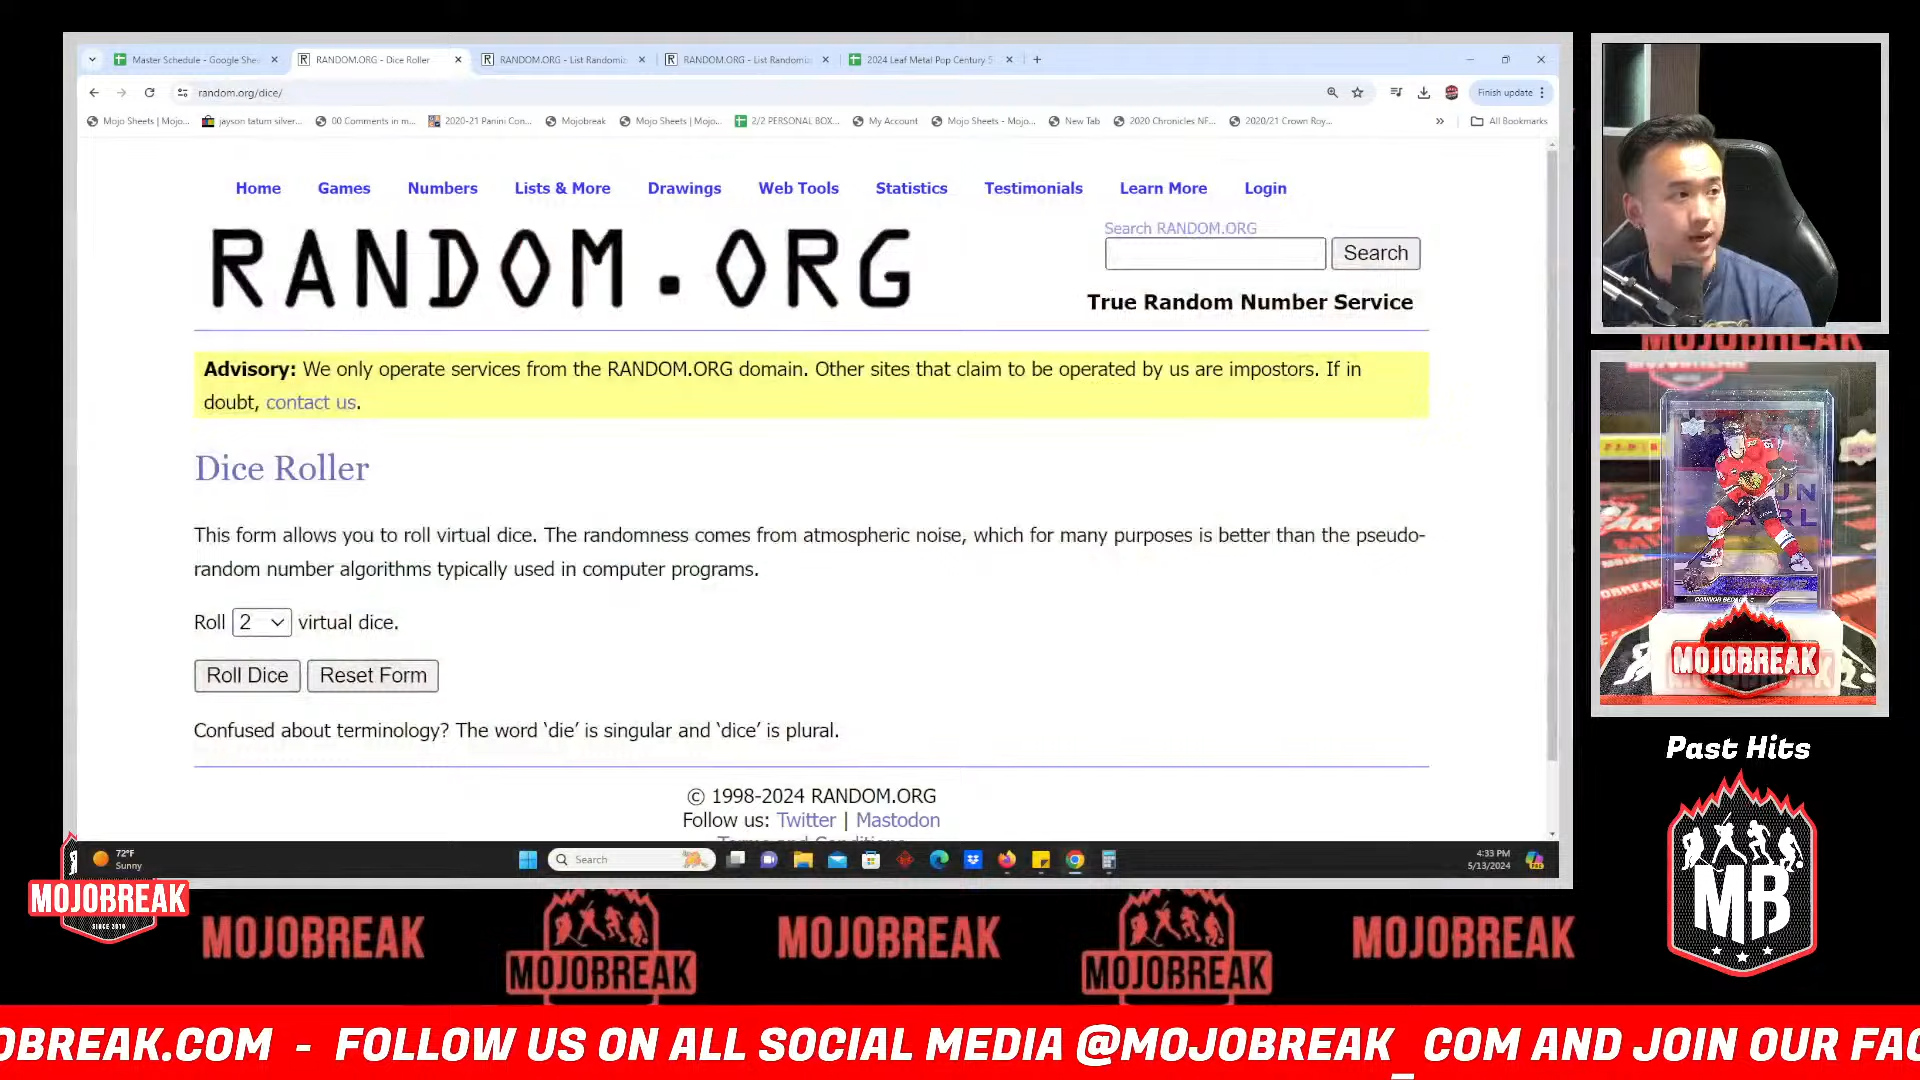 Master Schedule - Google She
RANDOM.ORG - Dice Roller
RANDOM.ORG - List Randomiz
RANDOM.ORG - List Randomiz
2024 Leaf Metal Pop Century 5
random.org/dice/
Finish update
Mojo Sheets | Mojo...
jayson tatum silver...
00 Comments in m...
2020-21 Panini Con...
Mojobreak
Mojo Sheets | Mojo...
2/2 PERSONAL BOX...
My Account
Mojo Sheets - Mojo...
New Tab
2020 Chronicles NF...
2020/21 Crown Roy...
All Bookmarks
Home Games Numbers Lists & More Drawings Web Tools Statistics Testimonials Learn More Login
RANDOM.ORG
Search RANDOM.ORG
Search
True Random Number Service
Advisory: We only operate services from the RANDOM.ORG domain. Other sites that claim to be operated by us are impostors. If in
doubt, contact us.
Dice Roller
This form allows you to roll virtual dice. The randomness comes from atmospheric noise, which for many purposes is better than the pseudo-
random number algorithms typically used in computer programs.
Roll 2 virtual dice.
Roll Dice Reset Form
Confused about terminology? The word ‘die’ is singular and ‘dice’ is plural.
© 1998-2024 RANDOM.ORG
Follow us: Twitter | Mastodon
72°F
Sunny
Search
4:33 PM
5/13/2024
MOJOBREAK
Past Hits
MB
MOJOBREAK
SINCE 2010
MOJOBREAK
MOJOBREAK
MOJOBREAK
MOJOBREAK
MOJOBREAK
OBREAK.COM - FOLLOW US ON ALL SOCIAL MEDIA @MOJOBREAK_COM AND JOIN OUR FAC